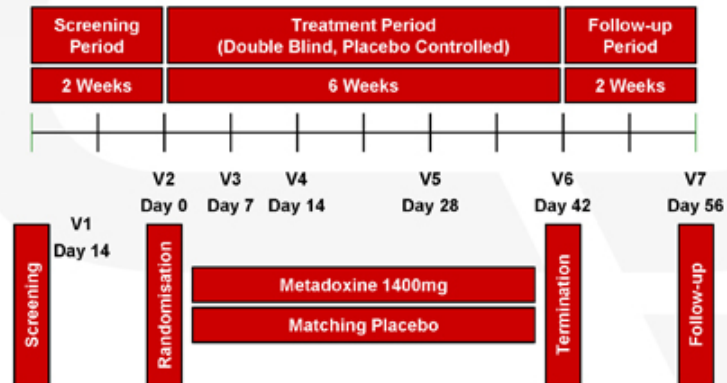 Screening
Period
Treatment Period
(Double Blind, Placebo Controlled)
Follow-up
Period
2 Weeks
6 Weeks
2 Weeks
V2
Day 0
V3
Day 7
V4
Day 14
V5
Day 28
V6
Day 42
V7
Day 56
V1
Day 14
Screening
Randomisation
Metadoxine 1400mg
Matching Placebo
Termination
Follow-up